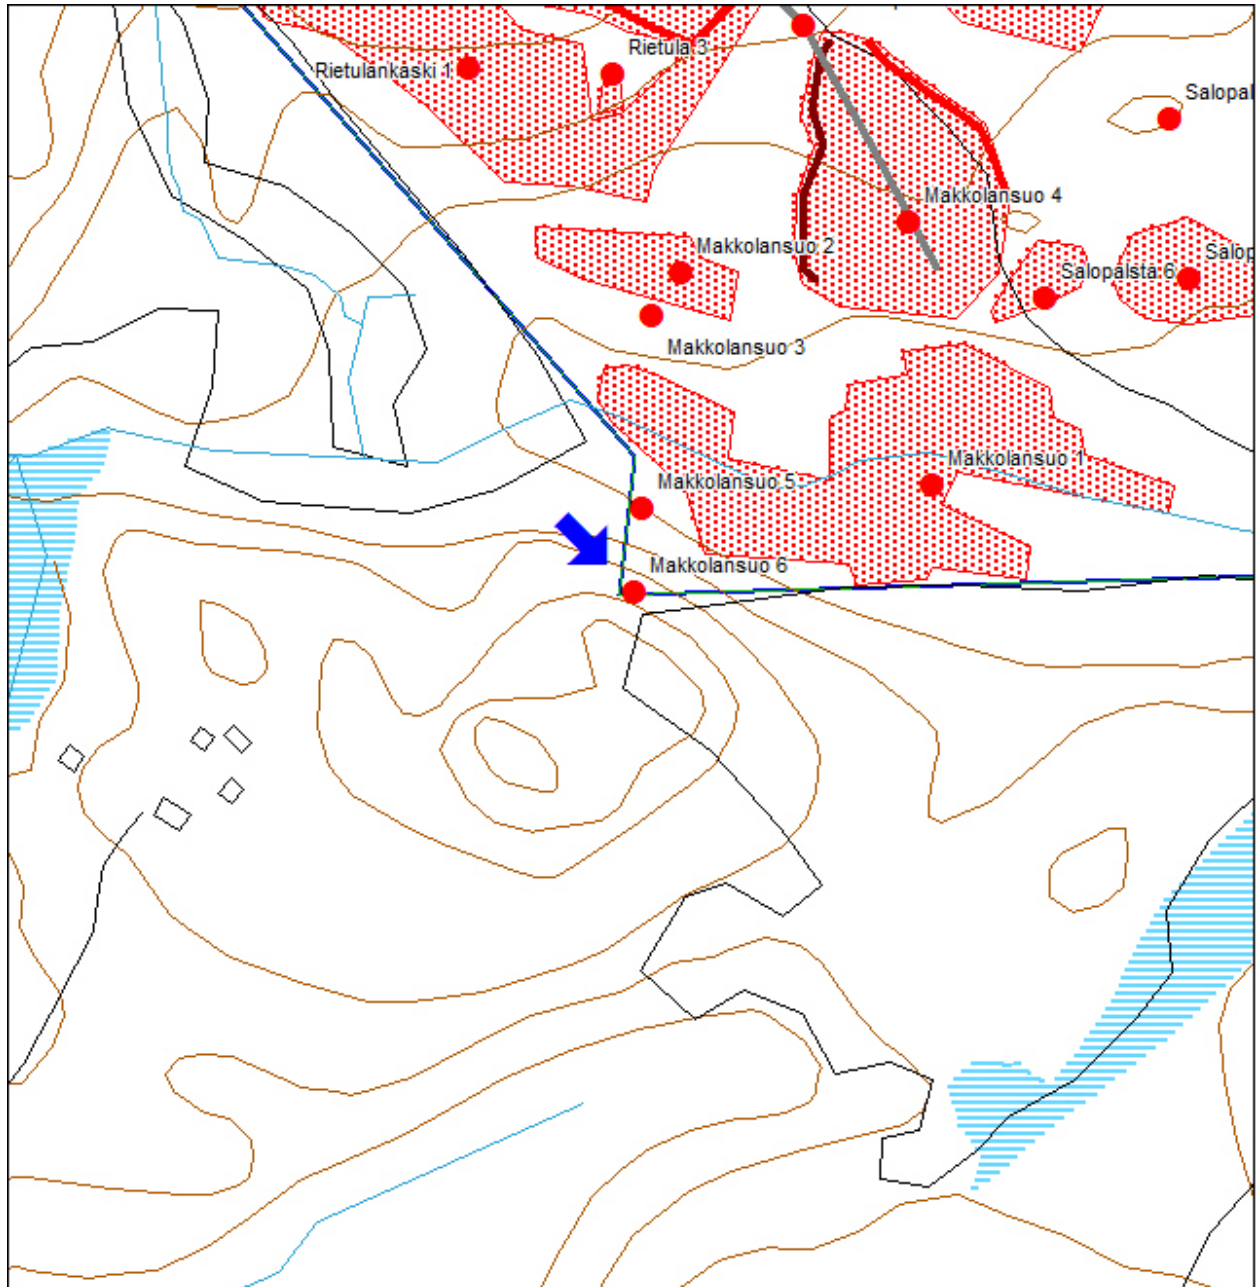 Rietula 3
Rietulankaski 1
Salopal
Makkolansuo 4
Makkolansuo 2
Salop
Salopalsta 6
Makkolansuo 3
Makkolansuo 1
Makkolansuo 5
Makkolansuo 6